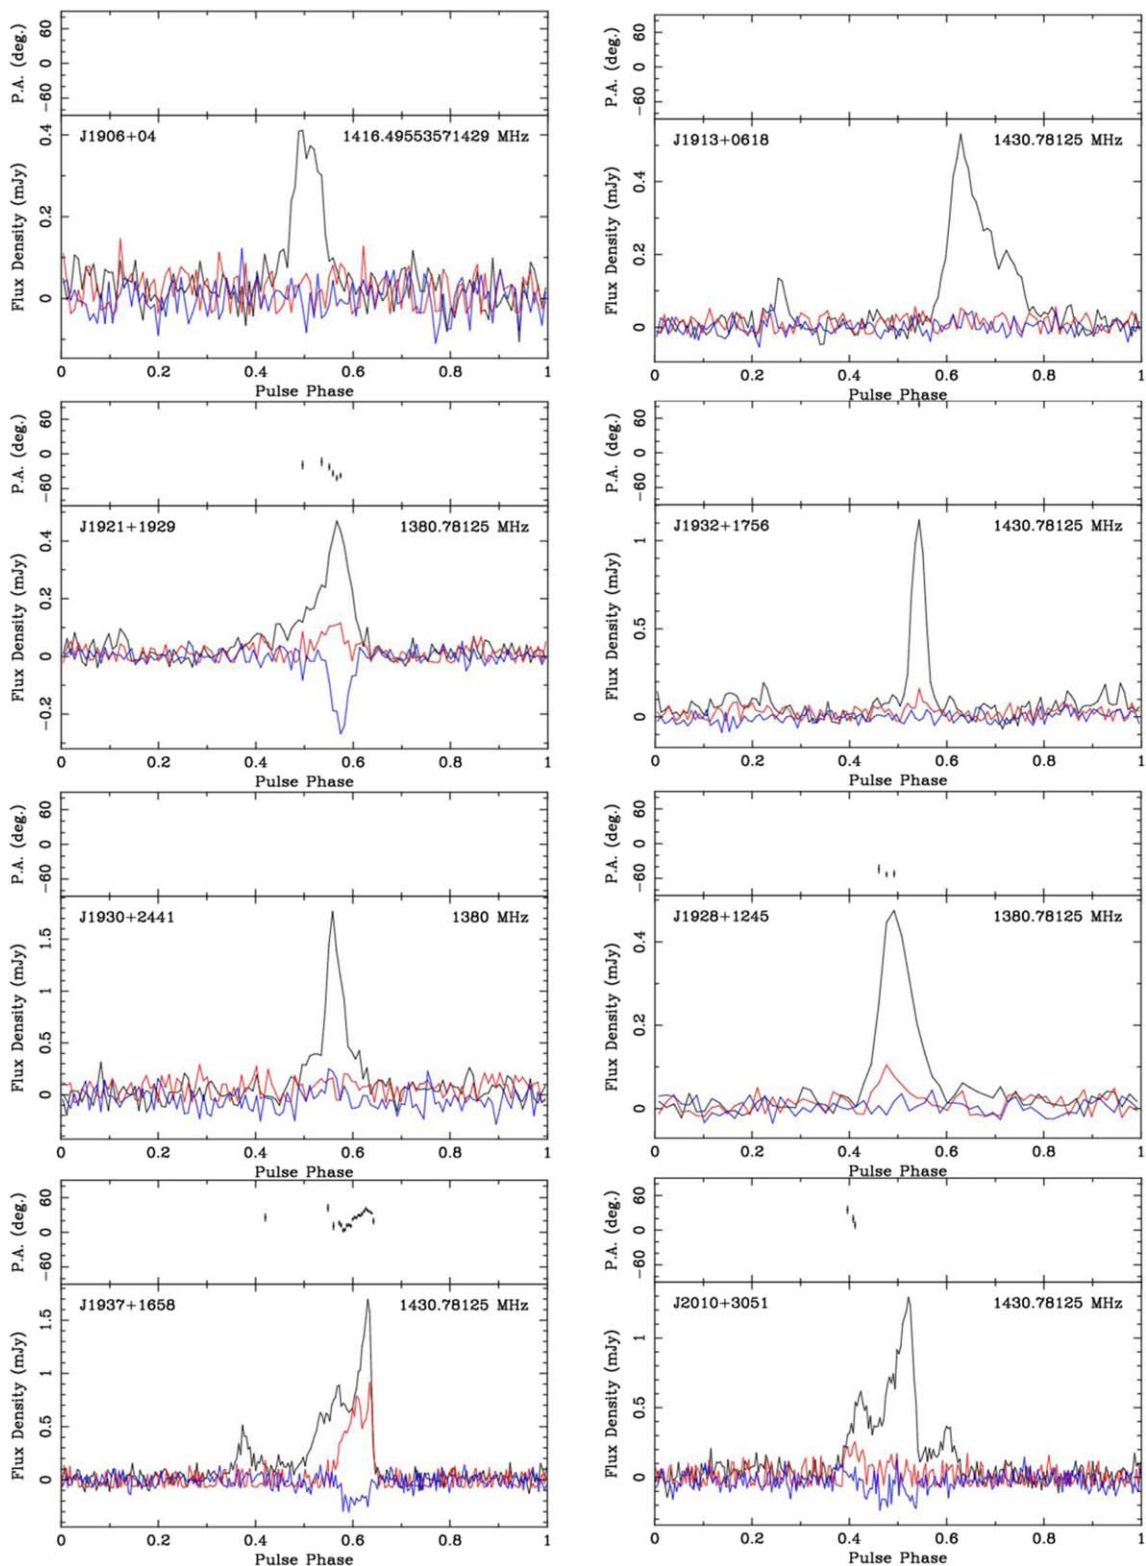 P.A. (deg.)
−60 0 60
J1906+04 1416.49553571429 MHz
Flux Density (mJy)
0 0.2 0.4
0 0.2 0.4 0.6 0.8 1
Pulse Phase
P.A. (deg.)
−60 0 60
J1913+0618 1430.78125 MHz
Flux Density (mJy)
0 0.2 0.4
0 0.2 0.4 0.6 0.8 1
Pulse Phase
P.A. (deg.)
−60 0 60
J1921+1929 1380.78125 MHz
Flux Density (mJy)
−0.2 0 0.2 0.4
0 0.2 0.4 0.6 0.8 1
Pulse Phase
P.A. (deg.)
−60 0 60
J1932+1756 1430.78125 MHz
Flux Density (mJy)
0 0.5 1
0 0.2 0.4 0.6 0.8 1
Pulse Phase
P.A. (deg.)
−60 0 60
J1930+2441 1380 MHz
Flux Density (mJy)
0 0.5 1 1.5
0 0.2 0.4 0.6 0.8 1
Pulse Phase
P.A. (deg.)
−60 0 60
J1928+1245 1380.78125 MHz
Flux Density (mJy)
0 0.2 0.4
0 0.2 0.4 0.6 0.8 1
Pulse Phase
P.A. (deg.)
−60 0 60
J1937+1658 1430.78125 MHz
Flux Density (mJy)
0 0.5 1 1.5
0 0.2 0.4 0.6 0.8 1
Pulse Phase
P.A. (deg.)
−60 0 60
J2010+3051 1430.78125 MHz
Flux Density (mJy)
0 0.5 1
0 0.2 0.4 0.6 0.8 1
Pulse Phase